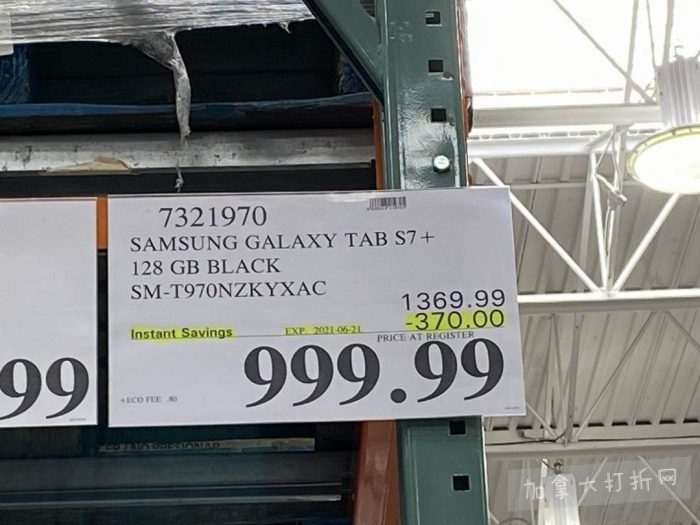 7321970
SAMSUNG GALAXY TAB S7+
128 GB BLACK
SM-T970NZKYXAC
1369.99
Instant Savings EXP. 2021-06-21 -370.00
PRICE AT REGISTER
999.99
+ECO FEE .80
99
加拿大打折网